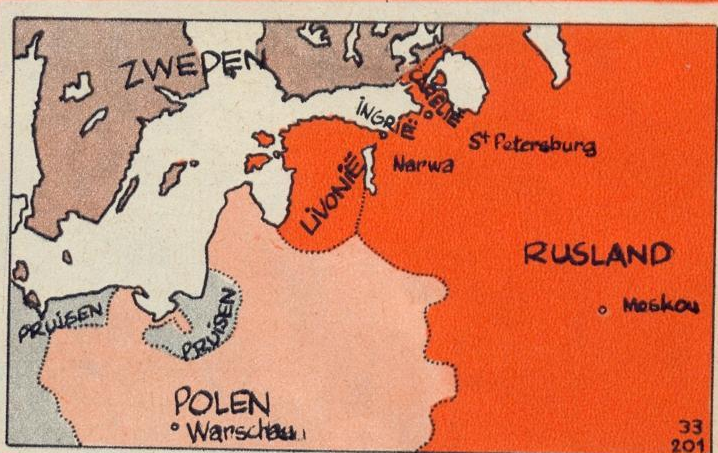 ZWEDEN
CARELIË
INGRIË
St Petersburg
Narwa
LIVONIË
RUSLAND
Moskou
PRUISEN
PRUISEN
POLEN
Warschau
33
201